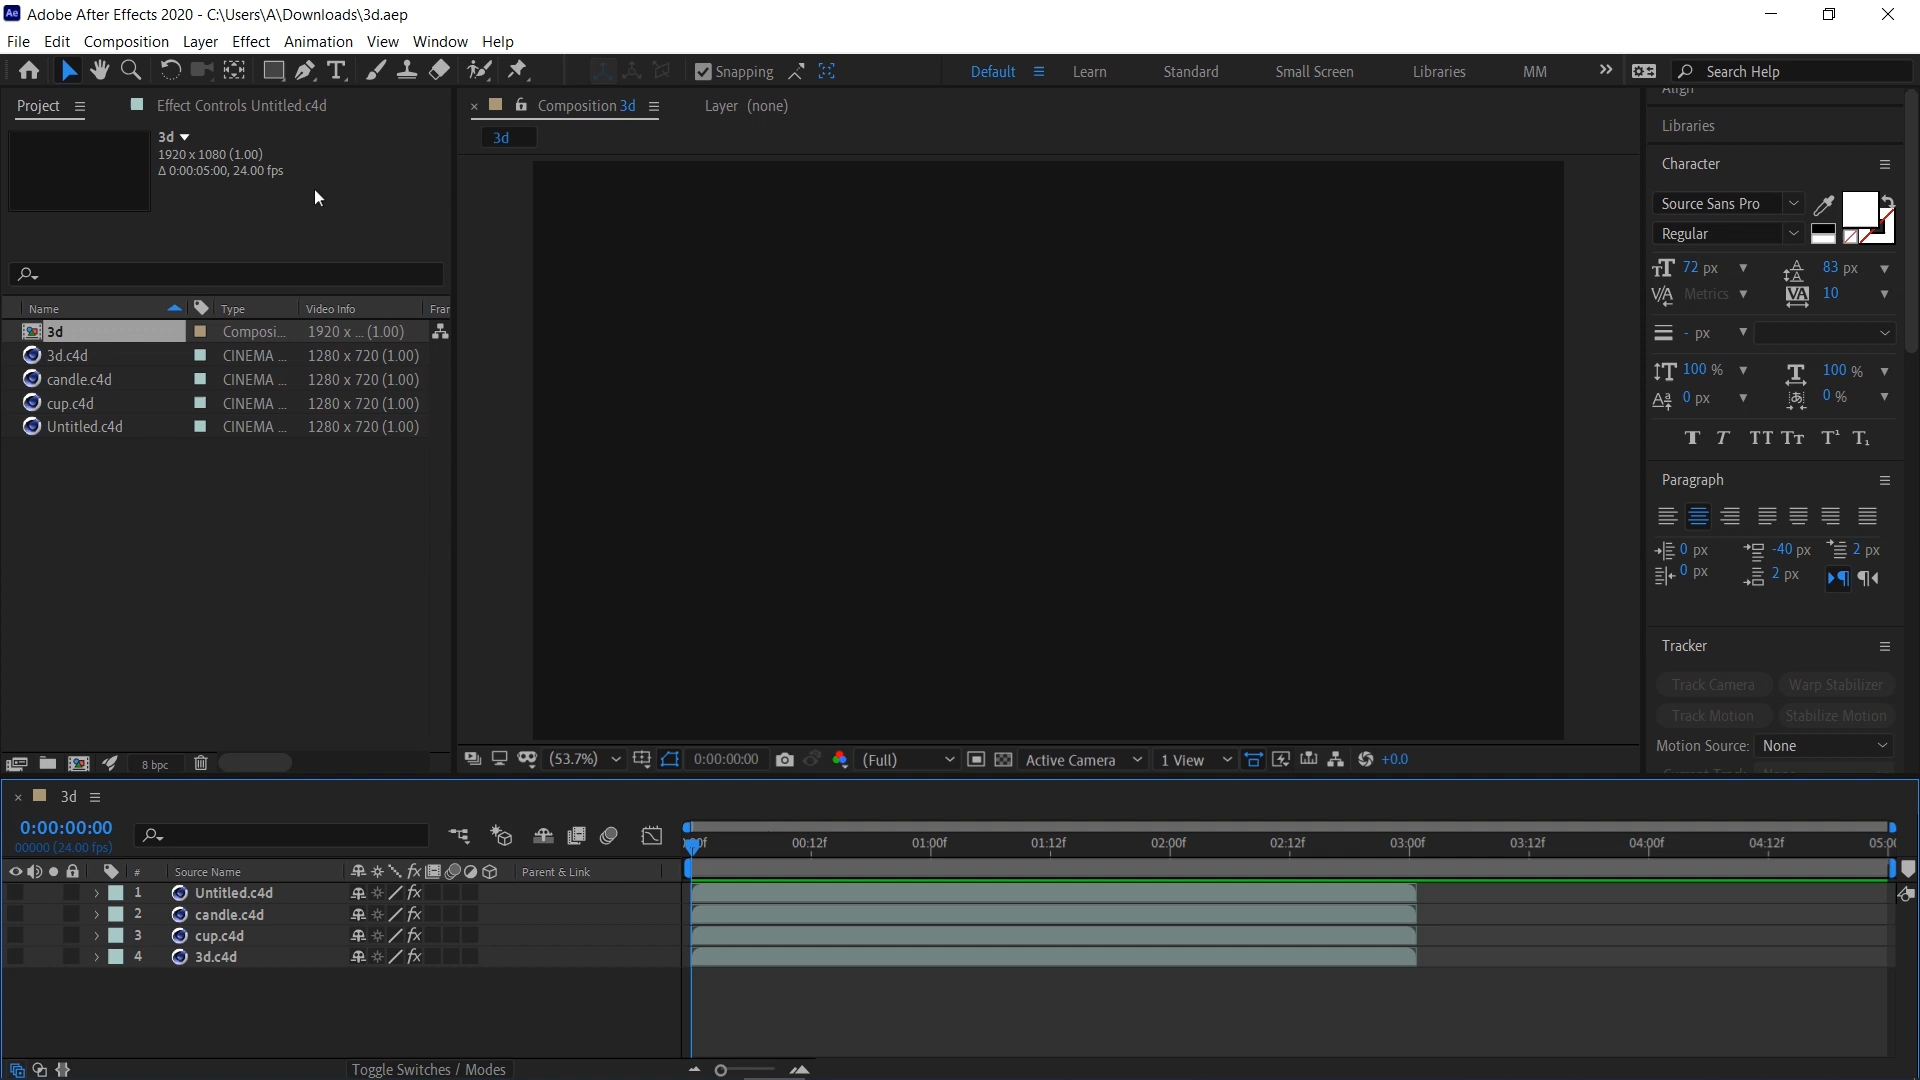 Adobe After Effects 2020 - C:\Users\A\Downloads\3d.aep
File Edit Composition Layer Effect Animation View Window Help
Snapping Default Learn Standard Small Screen Libraries MM Search Help
Project Effect Controls Untitled.c4d
3d
1920 x 1080 (1.00)
Δ 0:00:05:00, 24.00 fps
Name Type Video Info Frar
3d Composi... 1920 x ... (1.00)
3d.c4d CINEMA ... 1280 x 720 (1.00)
candle.c4d CINEMA ... 1280 x 720 (1.00)
cup.c4d CINEMA ... 1280 x 720 (1.00)
Untitled.c4d CINEMA ... 1280 x 720 (1.00)
8 bpc
Composition 3d Layer (none)
3d
(53.7%) 0:00:00:00 (Full) Active Camera 1 View +0.0
Align
Libraries
Character
Source Sans Pro
Regular
72 px 83 px
Metrics 10
- px
100 % 100 %
0 px 0 %
Paragraph
0 px -40 px 2 px
0 px 2 px
Tracker
Track Camera Warp Stabilizer
Track Motion Stabilize Motion
Motion Source: None
3d
0:00:00:00
00000 (24.00 fps)
00:12f 01:00f 01:12f 02:00f 02:12f 03:00f 03:12f 04:00f 04:12f
# Source Name Parent & Link
1 Untitled.c4d
2 candle.c4d
3 cup.c4d
4 3d.c4d
Toggle Switches / Modes